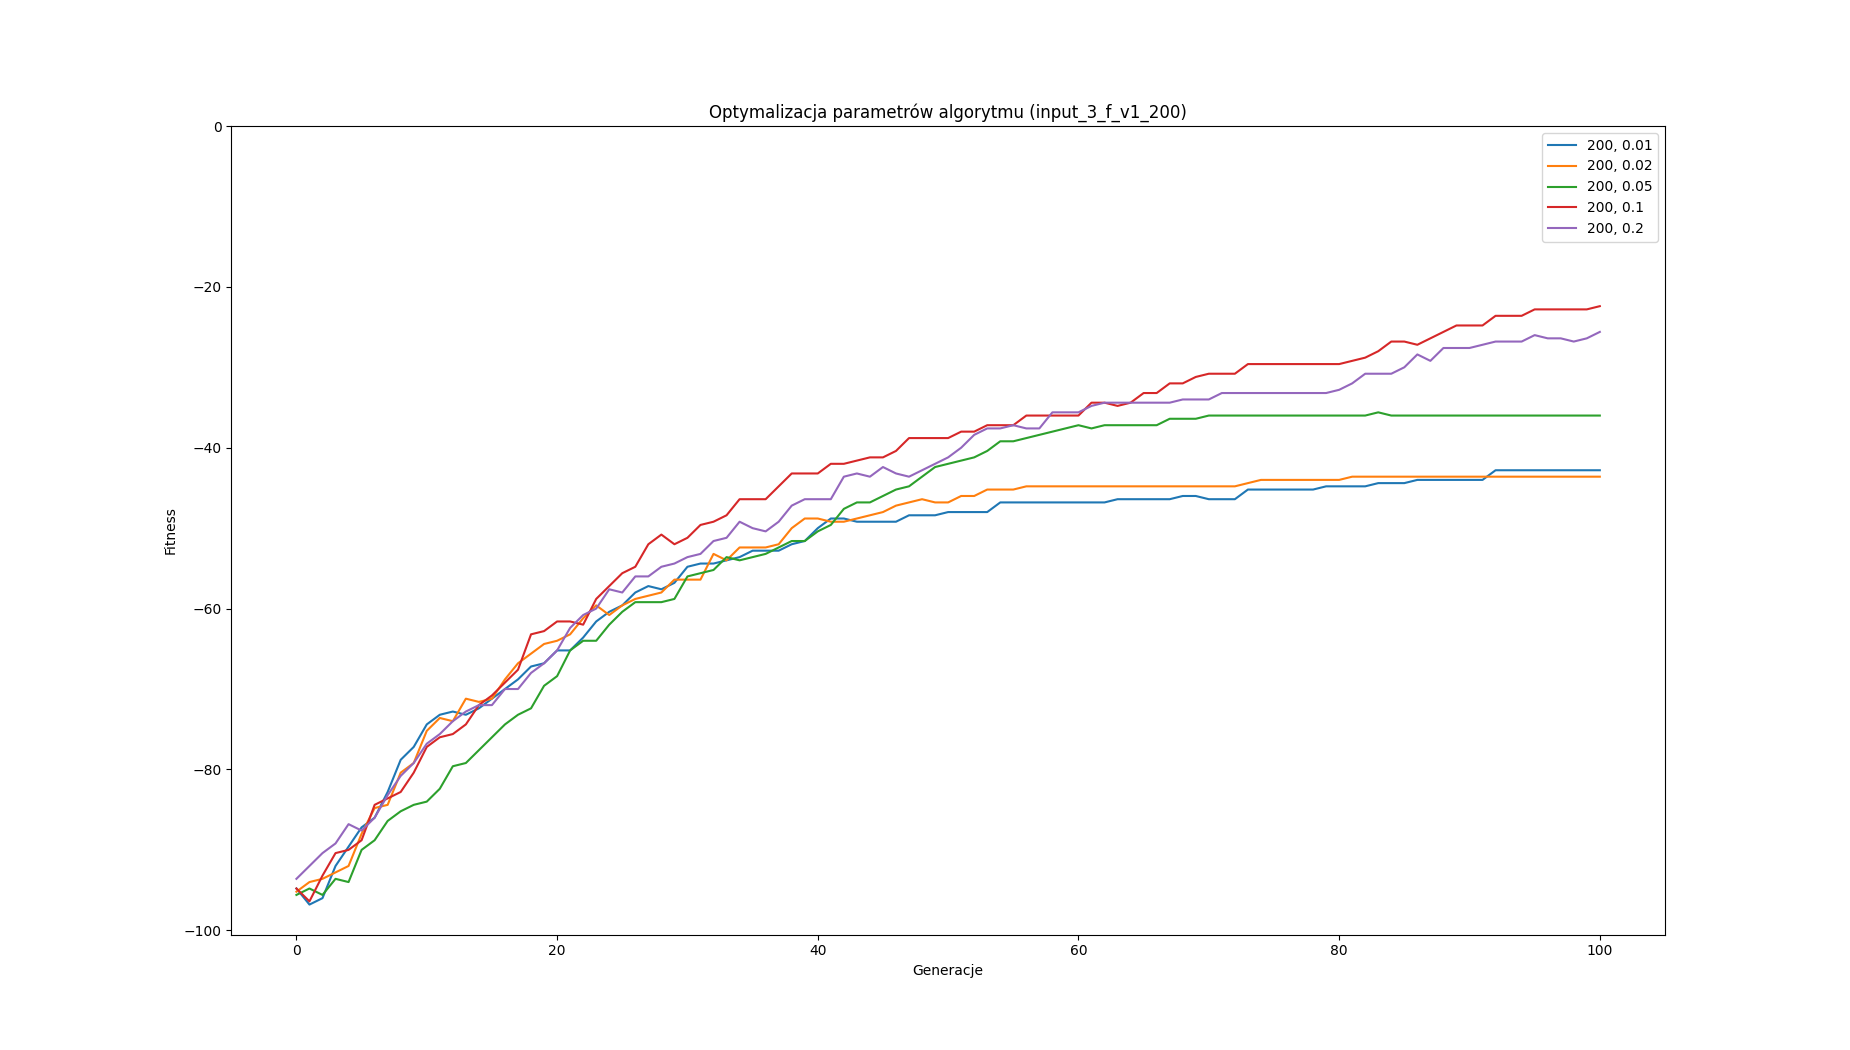 Optymalizacja parametrów algorytmu (input_3_f_v1_200)
200, 0.01
200, 0.02
200, 0.05
200, 0.1
200, 0.2
Fitness
0
−20
−40
−60
−80
−100
0 20 40 60 80 100
Generacje